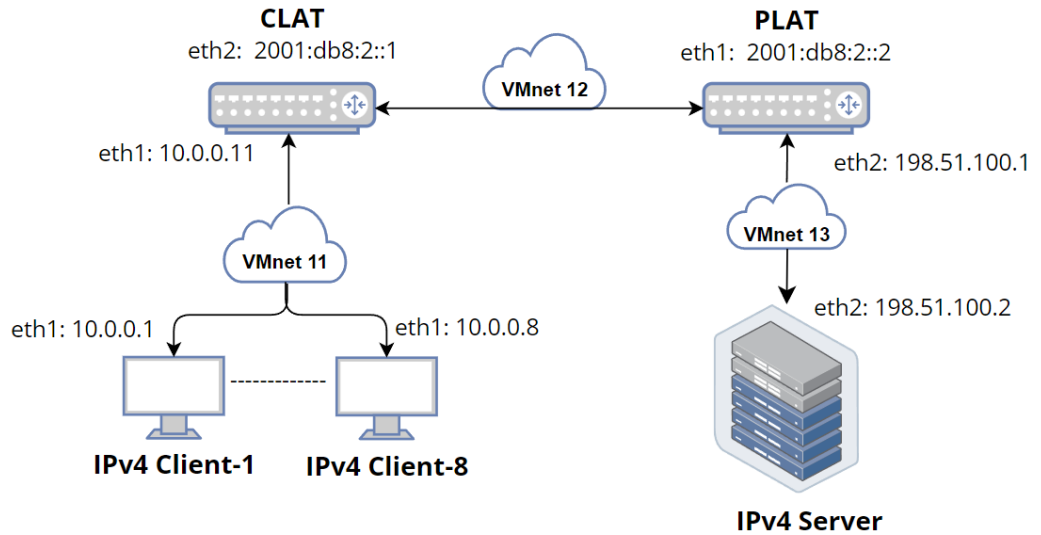 CLAT
eth2: 2001:db8:2::1
PLAT
eth1: 2001:db8:2::2
VMnet 12
eth1: 10.0.0.11
eth2: 198.51.100.1
VMnet 11
VMnet 13
eth1: 10.0.0.1
eth1: 10.0.0.8
eth2: 198.51.100.2
IPv4 Client-1
IPv4 Client-8
IPv4 Server